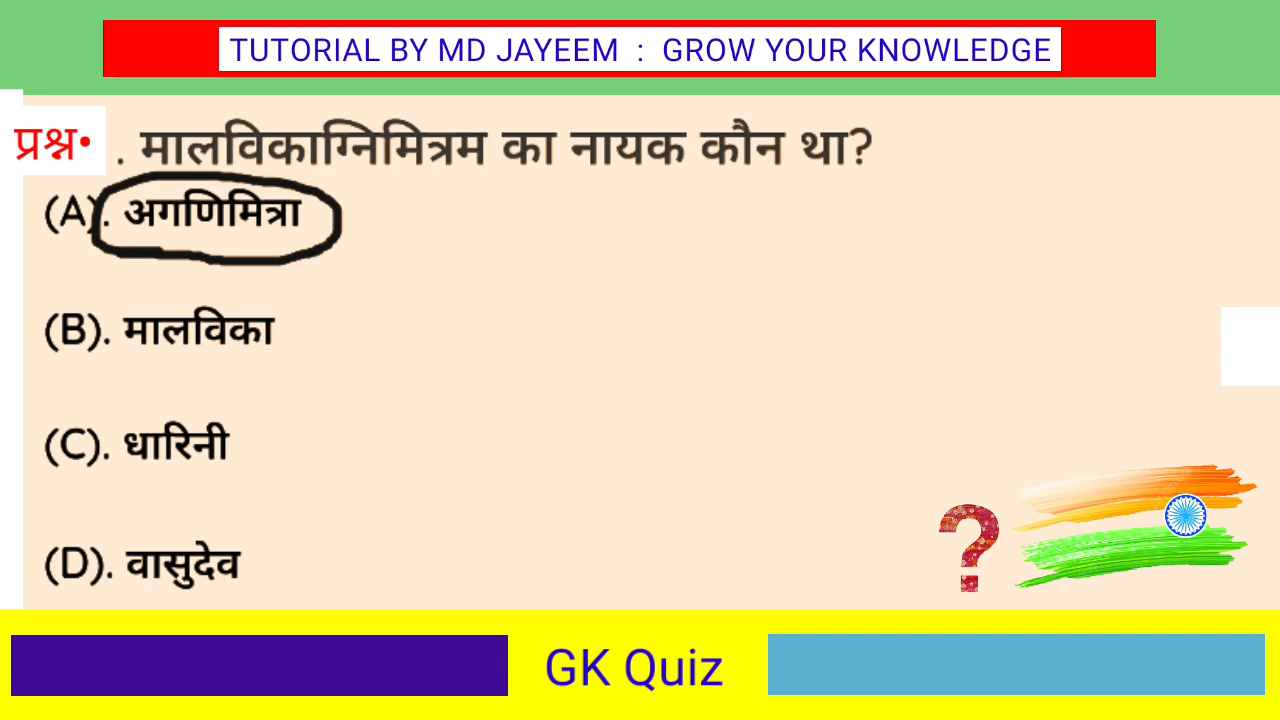 TUTORIAL BY MD JAYEEM : GROW YOUR KNOWLEDGE
प्रश्न• . मालविकाग्निमित्रम का नायक कौन था?
(A). अगणिमित्रा
(B). मालविका
(C). धारिनी
(D). वासुदेव
?
GK Quiz